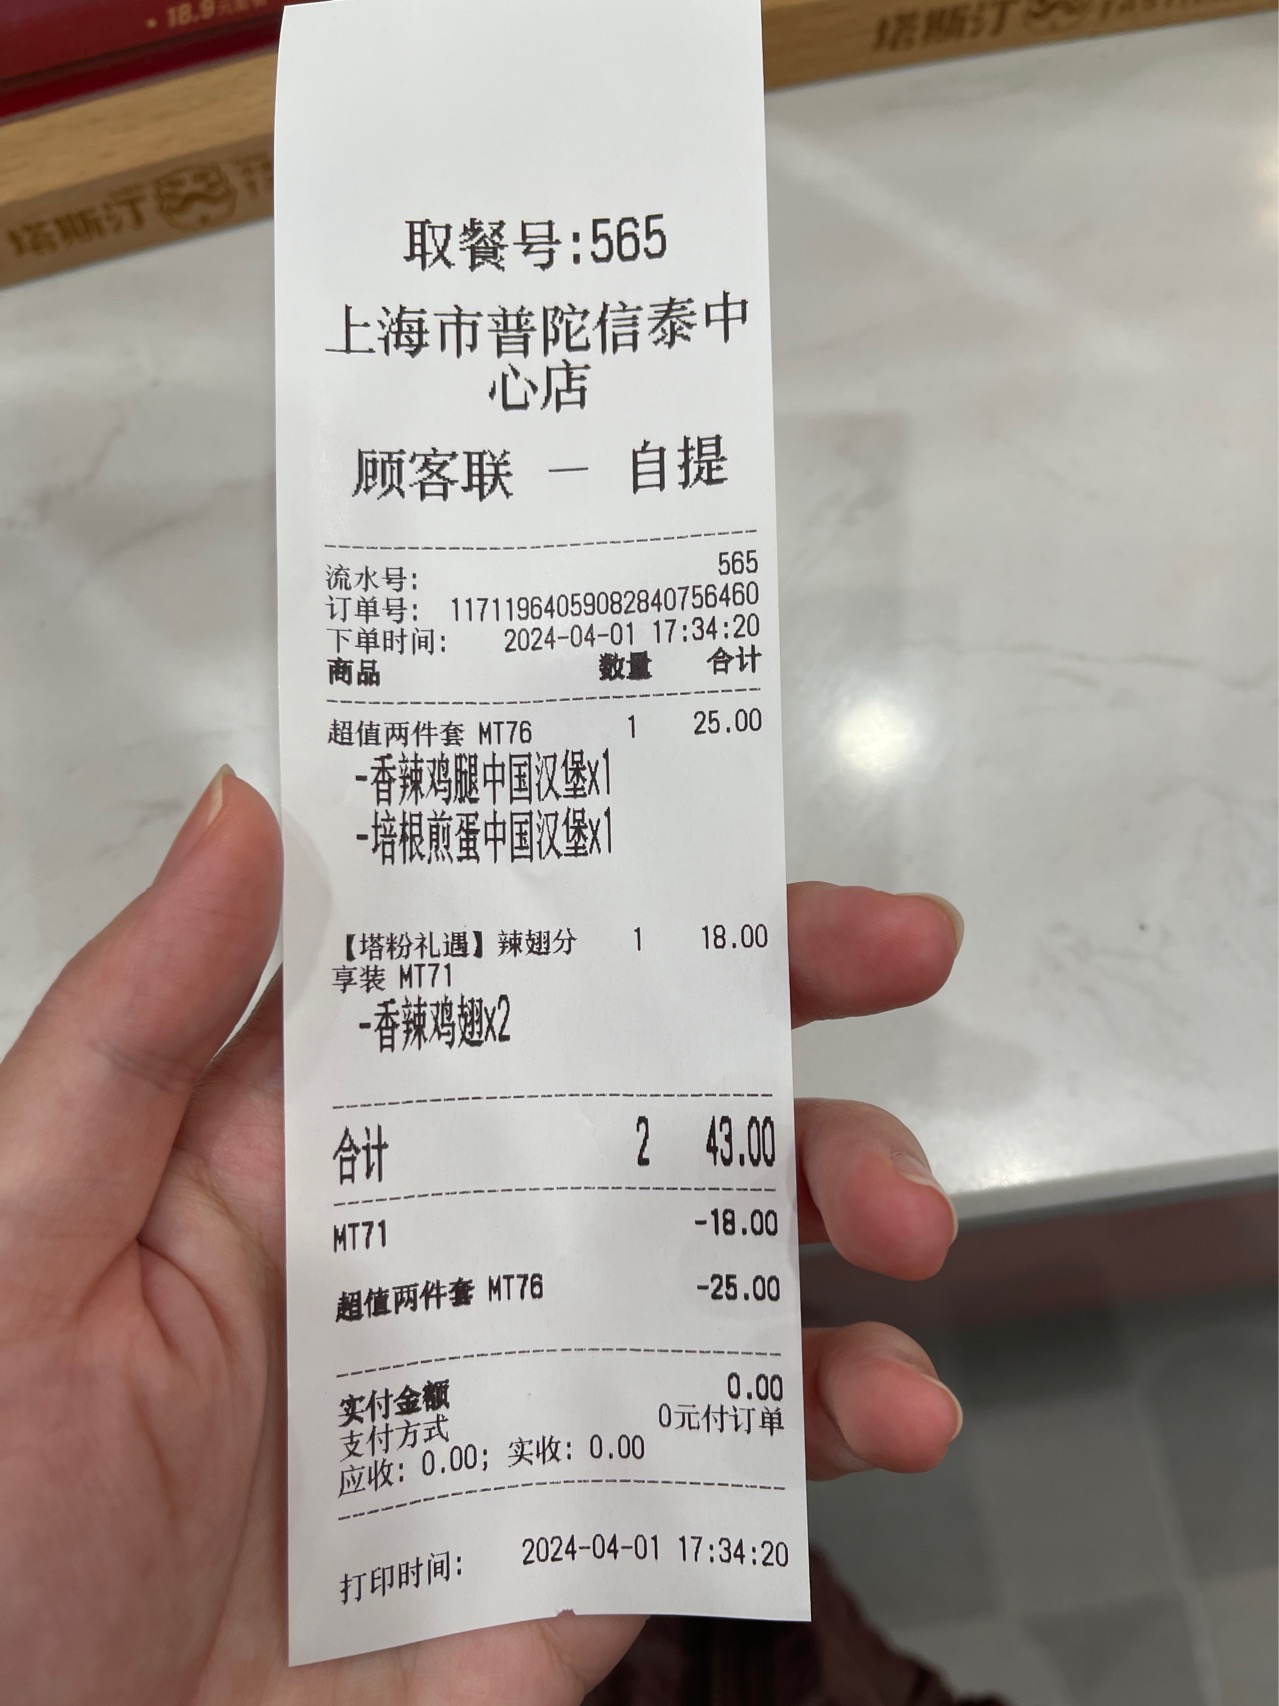 18.9元套餐
塔斯汀
塔斯汀
取餐号:565
上海市普陀信泰中
心店
顾客联 — 自提
流水号: 565
订单号: 11711964059082840756460
下单时间: 2024-04-01 17:34:20
商品 数量 合计
超值两件套 MT76 1 25.00
-香辣鸡腿中国汉堡x1
-培根煎蛋中国汉堡x1
【塔粉礼遇】辣翅分 1 18.00
享装 MT71
-香辣鸡翅x2
合计 2 43.00
MT71 -18.00
超值两件套 MT76 -25.00
实付金额 0.00
支付方式 0元付订单
应收: 0.00; 实收: 0.00
打印时间: 2024-04-01 17:34:20